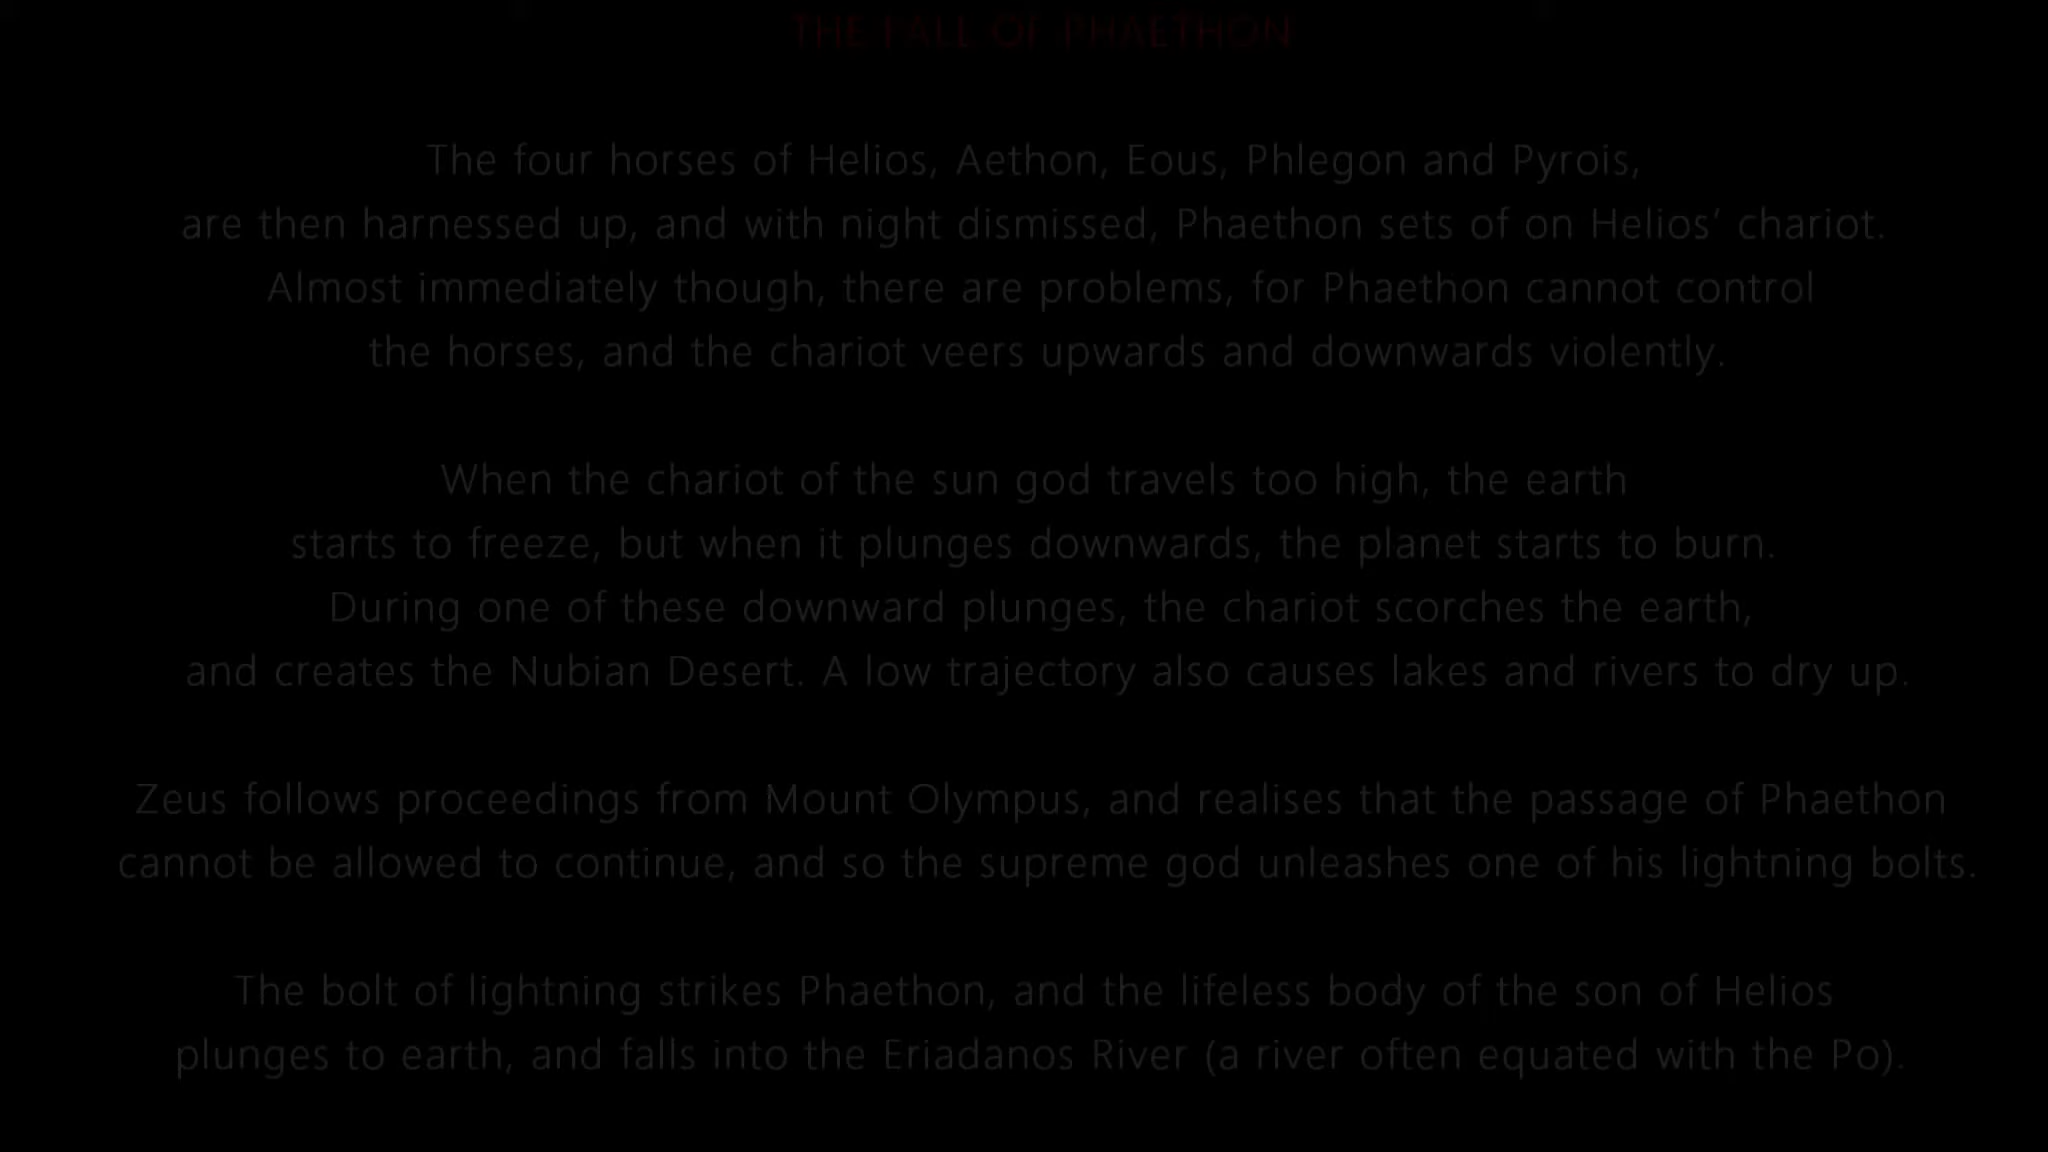 THE FALL OF PHAETHON
The four horses of Helios, Aethon, Eous, Phlegon and Pyrois,
are then harnessed up, and with night dismissed, Phaethon sets of on Helios’ chariot.
Almost immediately though, there are problems, for Phaethon cannot control
the horses, and the chariot veers upwards and downwards violently.
When the chariot of the sun god travels too high, the earth
starts to freeze, but when it plunges downwards, the planet starts to burn.
During one of these downward plunges, the chariot scorches the earth,
and creates the Nubian Desert. A low trajectory also causes lakes and rivers to dry up.
Zeus follows proceedings from Mount Olympus, and realises that the passage of Phaethon
cannot be allowed to continue, and so the supreme god unleashes one of his lightning bolts.
The bolt of lightning strikes Phaethon, and the lifeless body of the son of Helios
plunges to earth, and falls into the Eriadanos River (a river often equated with the Po).